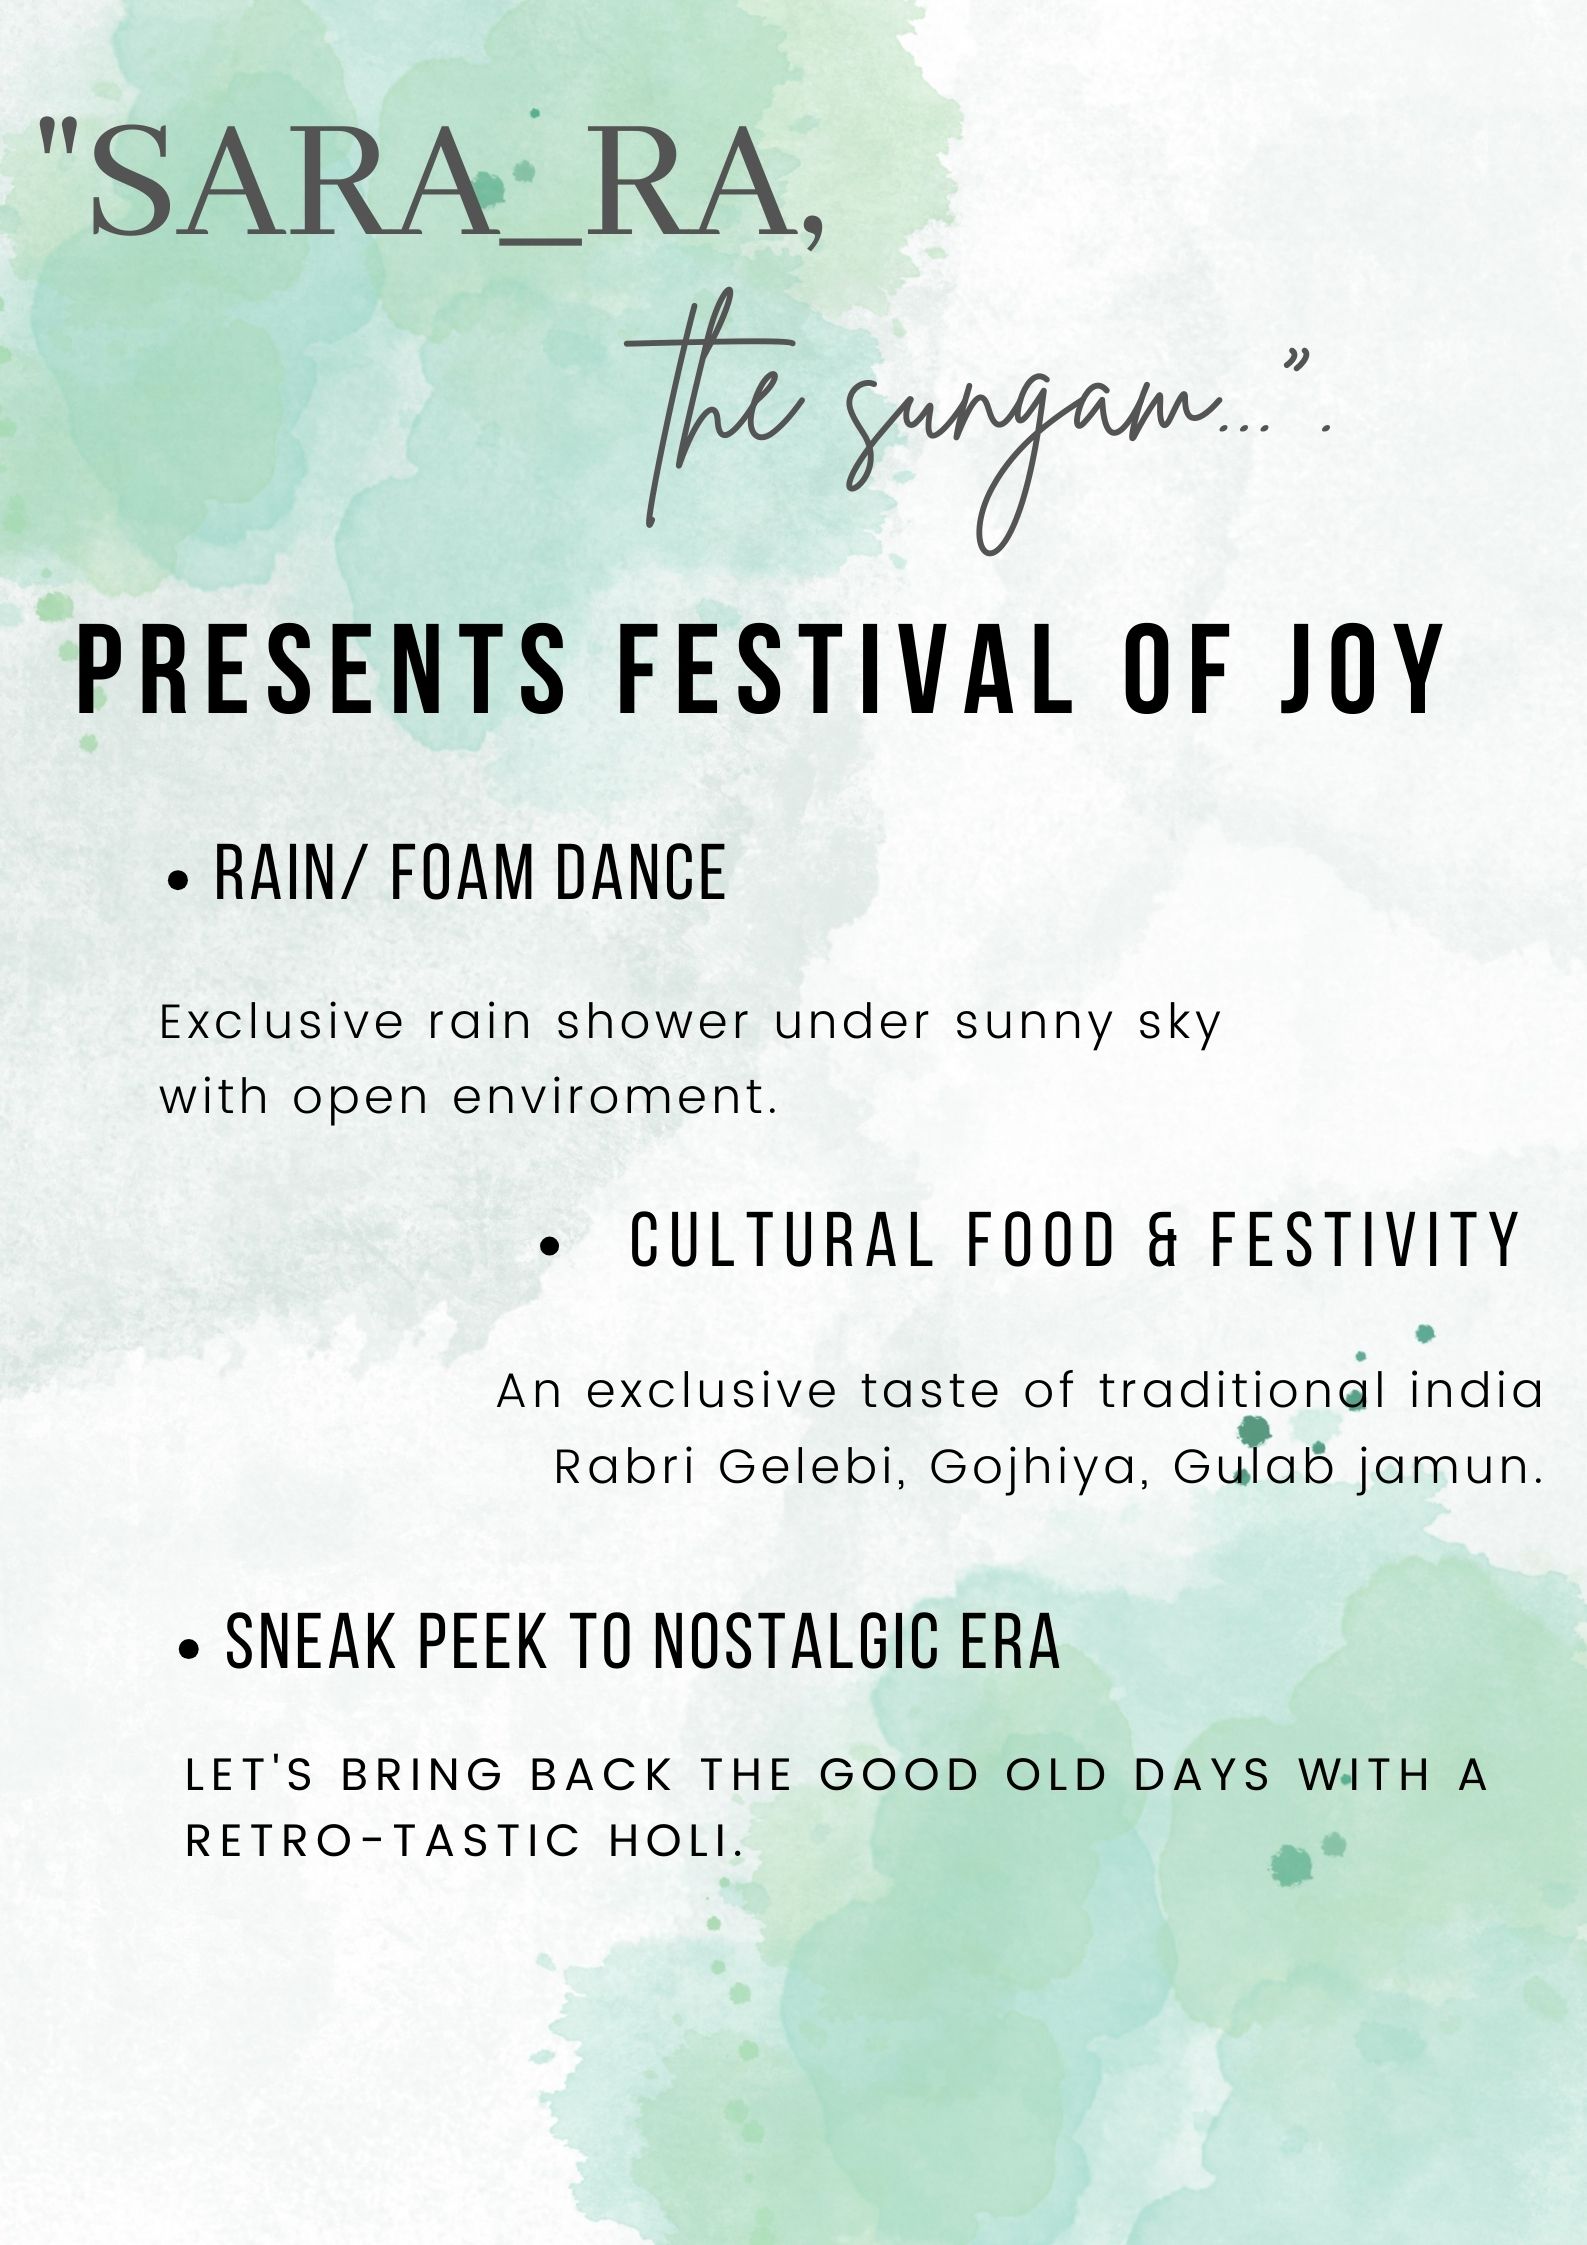 "SARA_RA,
the sungam...”.
PRESENTS FESTIVAL OF JOY
• RAIN/ FOAM DANCE
Exclusive rain shower under sunny sky
with open enviroment.
• CULTURAL FOOD & FESTIVITY
An exclusive taste of traditional india
Rabri Gelebi, Gojhiya, Gulab jamun.
• SNEAK PEEK TO NOSTALGIC ERA
LET'S BRING BACK THE GOOD OLD DAYS WITH A
RETRO-TASTIC HOLI.